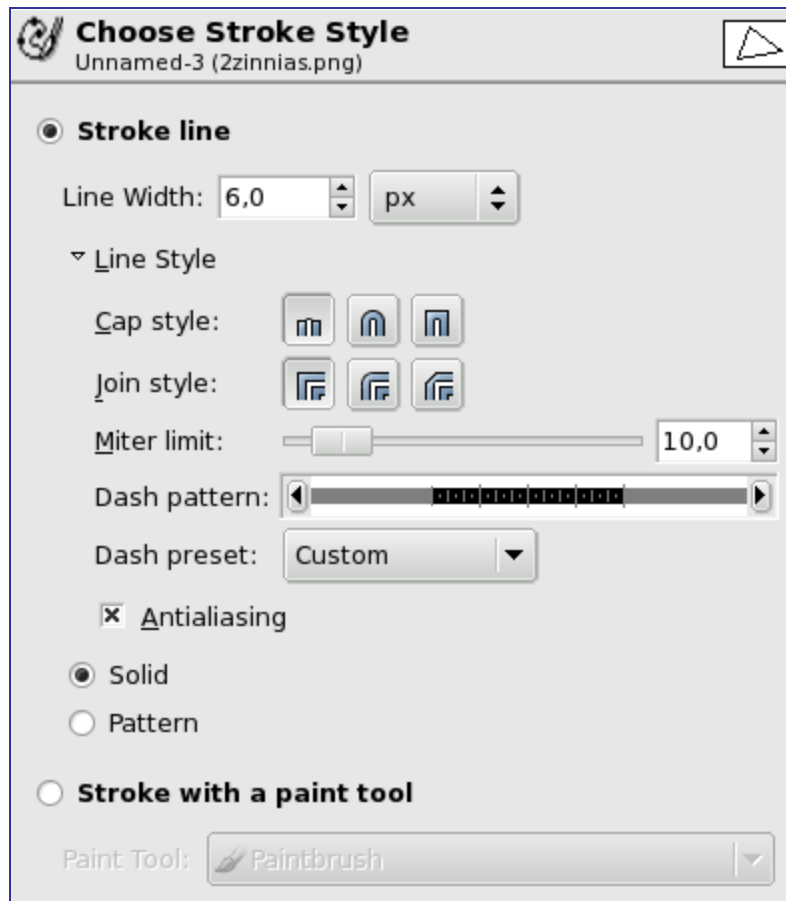 Choose Stroke Style
Unnamed-3 (2zinnias.png)
Stroke line
Line Width: 6,0 px
Line Style
Cap style:
Join style:
Miter limit: 10,0
Dash pattern:
Dash preset: Custom
Antialiasing
Solid
Pattern
Stroke with a paint tool
Paint Tool: Paintbrush